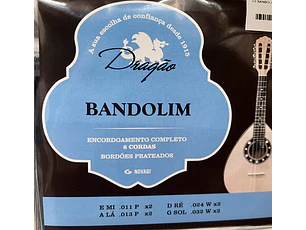 A sua escolha de confiança desde 1915
Dragão
BANDOLIM
ENCORDOAMENTO COMPLETO
8 CORDAS
BORDÕES PRATEADOS
NOVAS!
E MI .011 P x2 D RÉ .024 W x2
A LÁ .013 P x2 G SOL .032 W x2